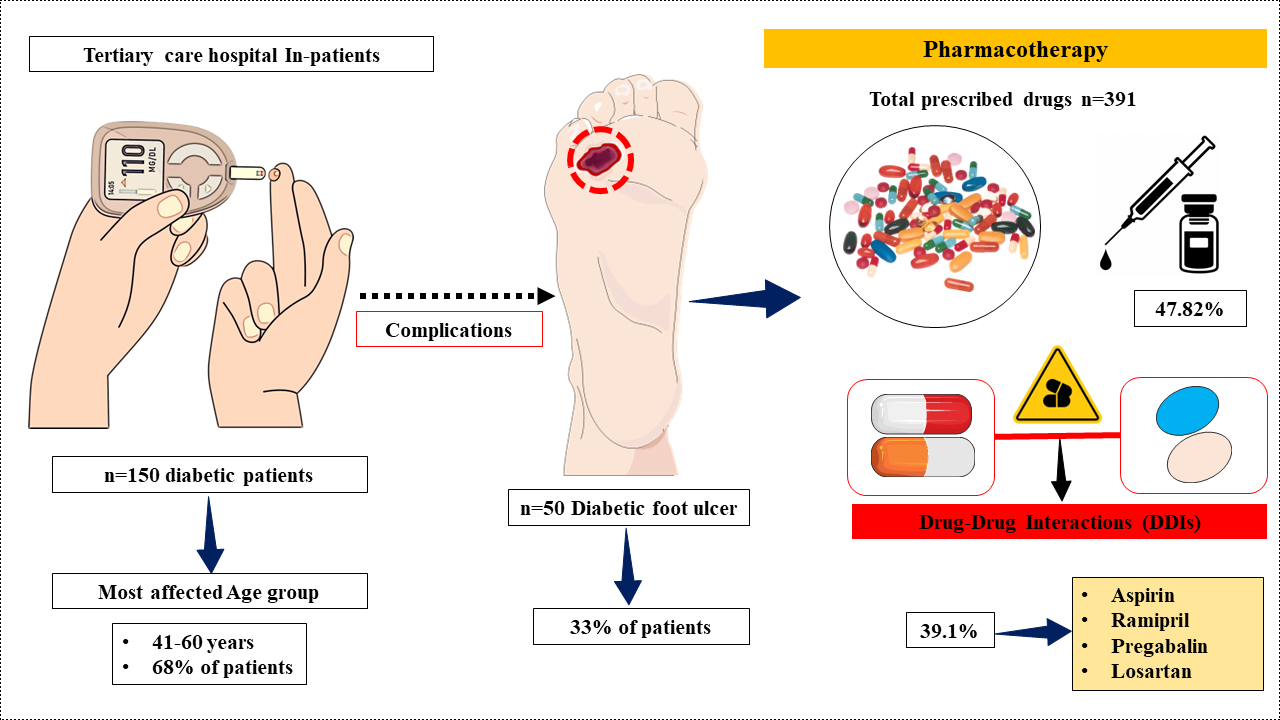 Tertiary care hospital In-patients
110
MG/DL
14:05
Complications
n=150 diabetic patients
Most affected Age group
• 41-60 years
• 68% of patients
n=50 Diabetic foot ulcer
33% of patients
Pharmacotherapy
Total prescribed drugs n=391
47.82%
Drug-Drug Interactions (DDIs)
39.1%
• Aspirin
• Ramipril
• Pregabalin
• Losartan